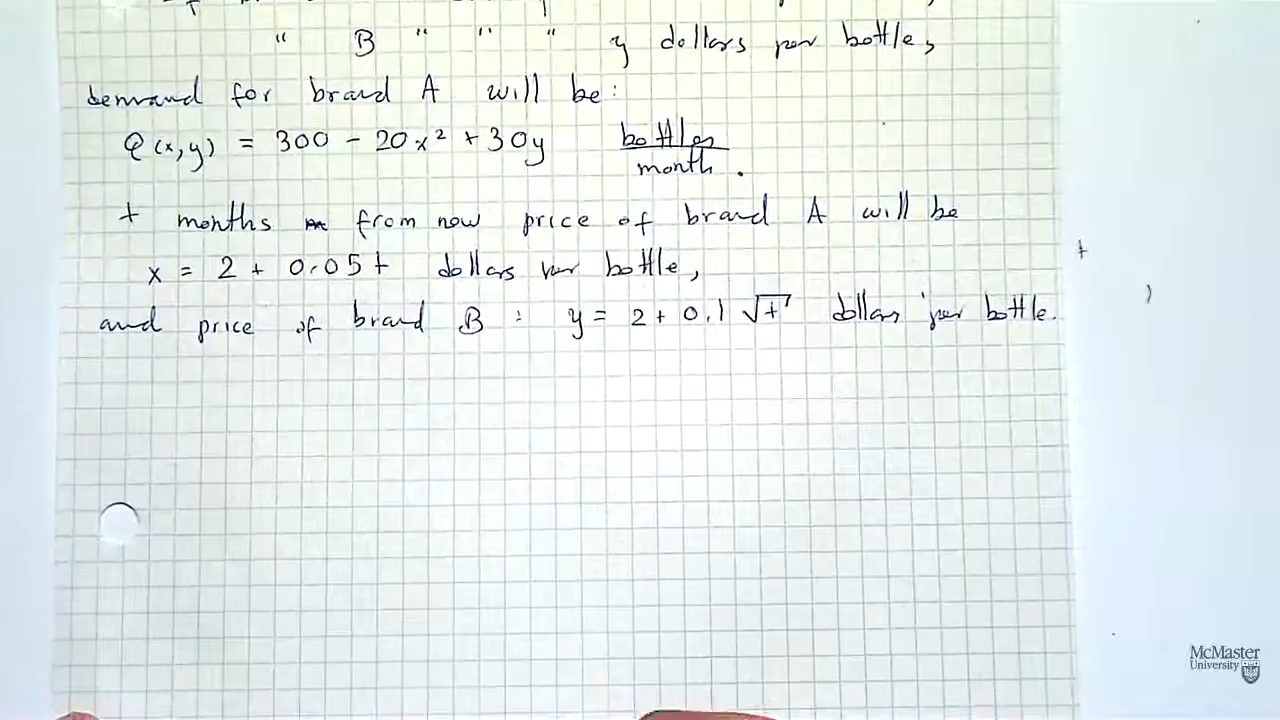 " B " " " y dollars per bottle,
demand for brand A will be:
Q(x,y) = 300 - 20x² + 30y bottles/month.
t months from now price of brand A will be
x = 2 + 0.05t dollars per bottle,
and price of brand B : y = 2 + 0.1 √t dollars per bottle.
McMaster
University